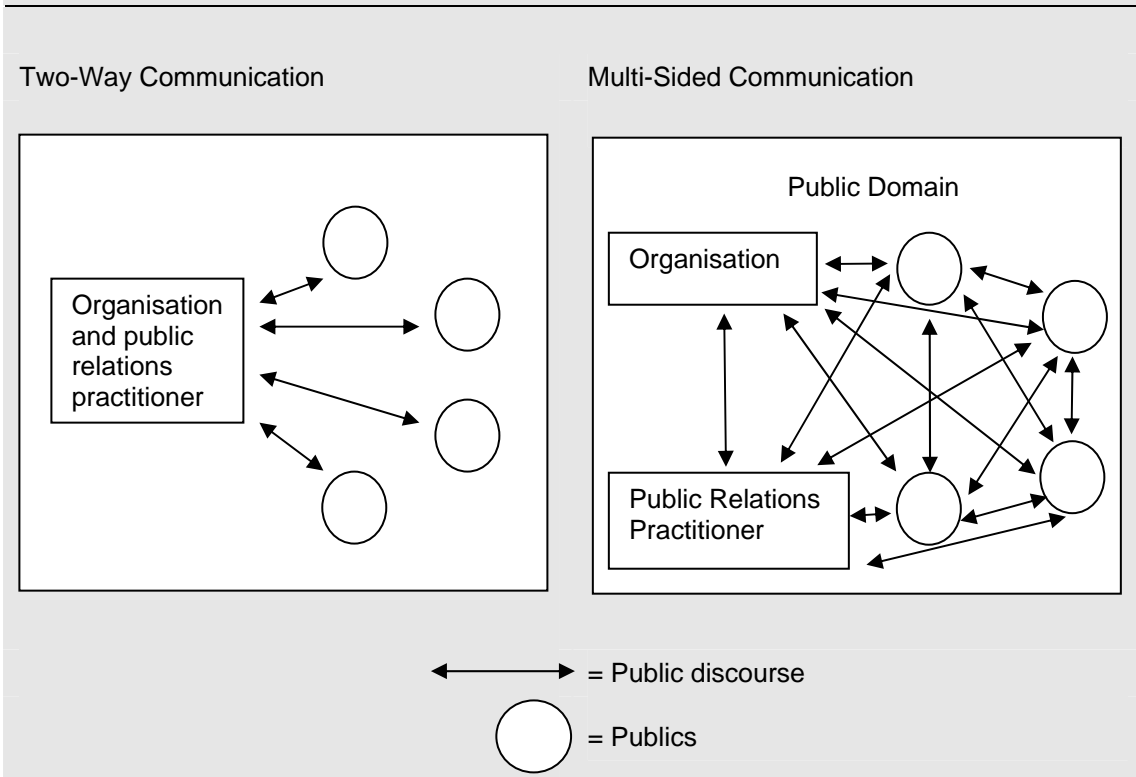 Two-Way Communication
Multi-Sided Communication
Organisation
and public
relations
practitioner
Public Domain
Organisation
Public Relations
Practitioner
= Public discourse
= Publics